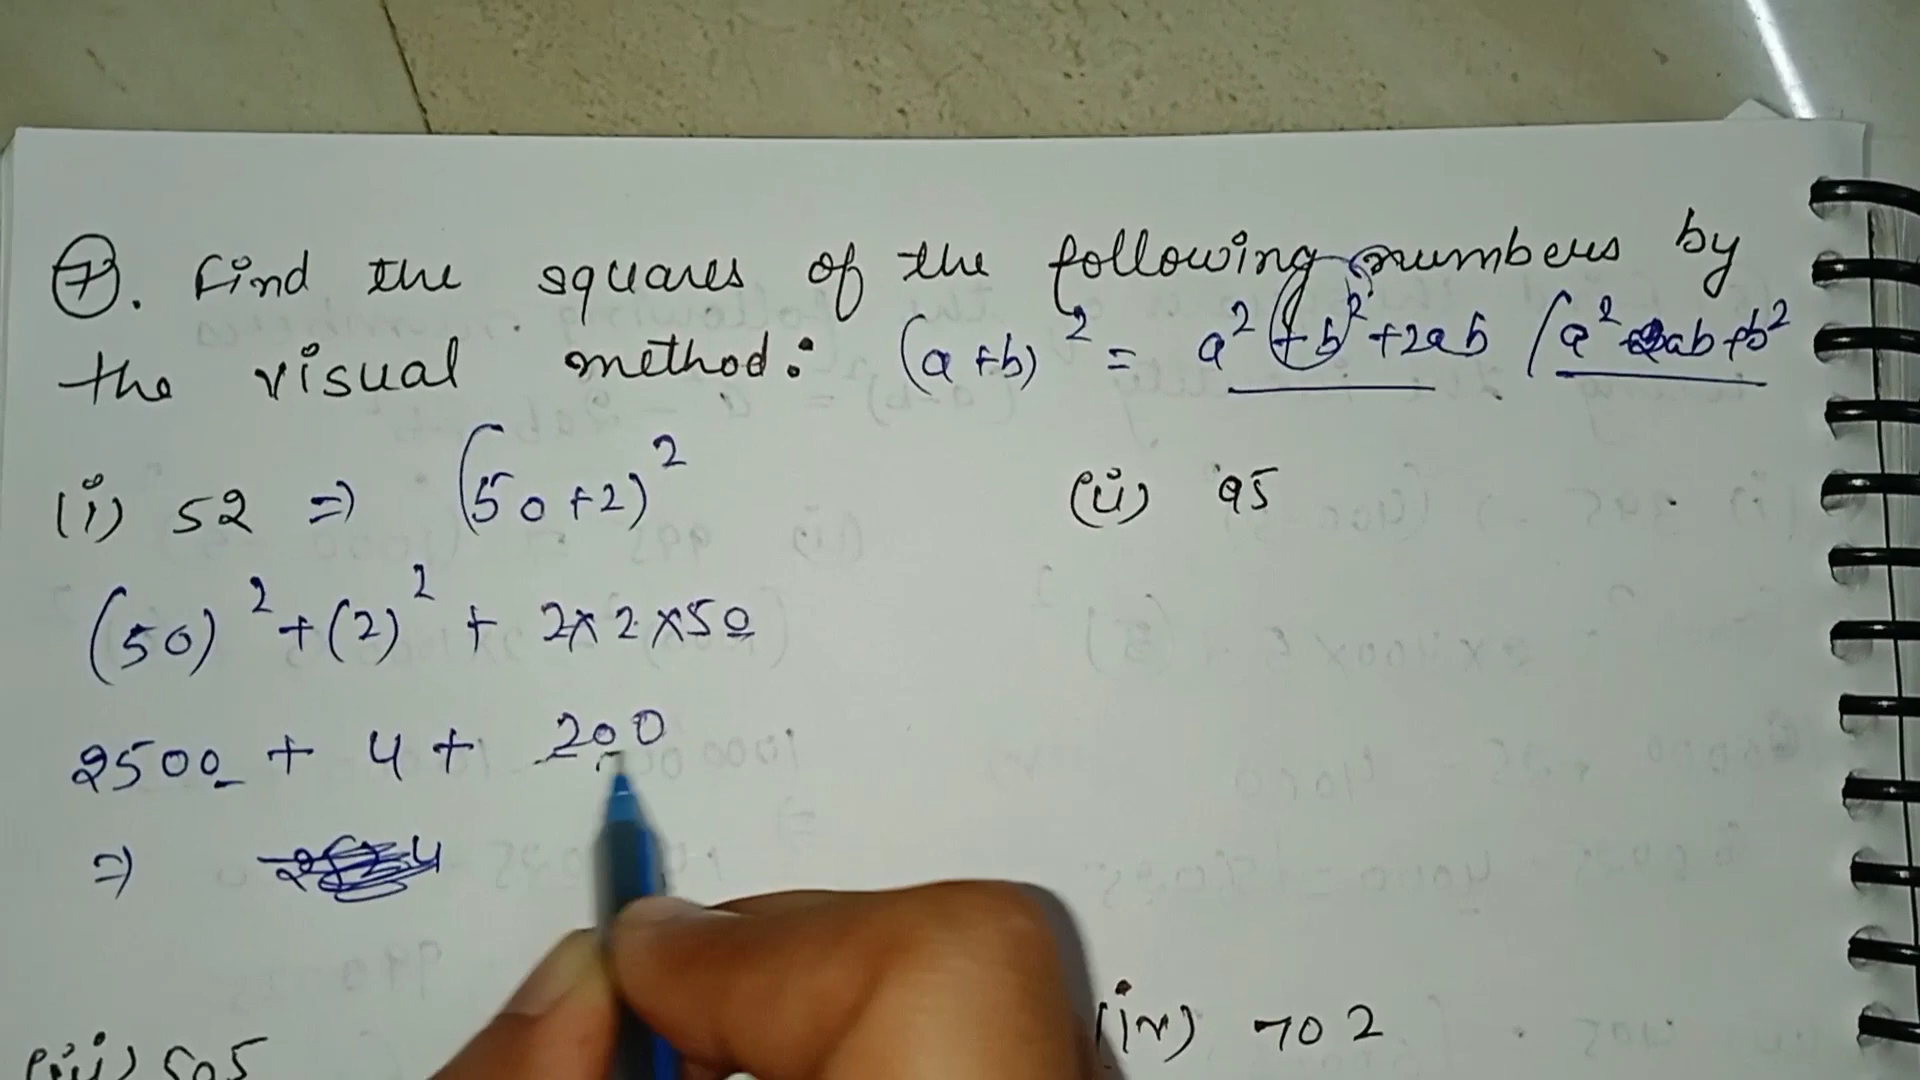 7. Find the squares of the following numbers by
the visual method: (a+b)² = a² + b² + 2ab / a² 2ab + b²
(i) 52 ⇒ (50+2)²
(ii) 95
(50)² + (2)² + 2×2×50
2500 + 4 + 200
⇒
(iii) 505
(iv) 702